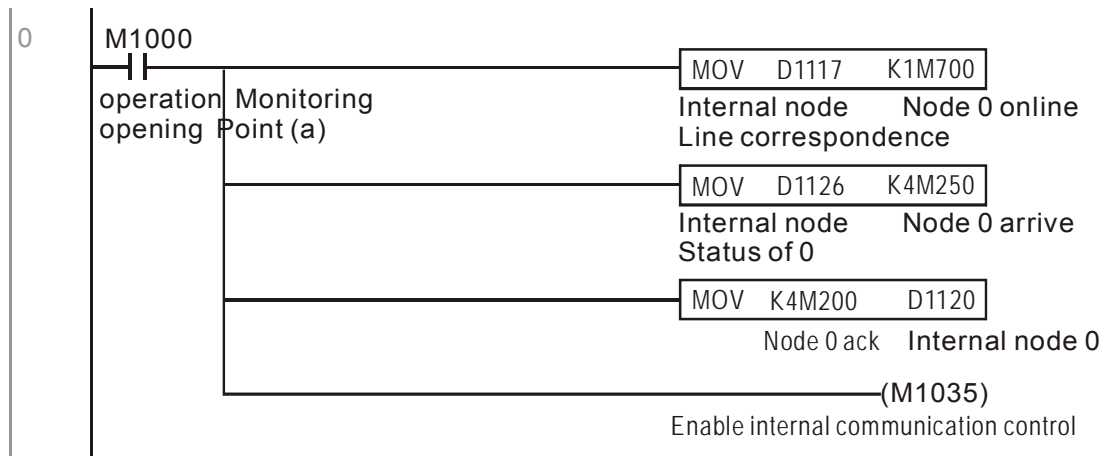 0
M1000
MOV D1117 K1M700
operation Monitoring
opening Point (a)
Internal node Node 0 online
Line correspondence
MOV D1126 K4M250
Internal node Node 0 arrive
Status of 0
MOV K4M200 D1120
Node 0 ack Internal node 0
(M1035)
Enable internal communication control